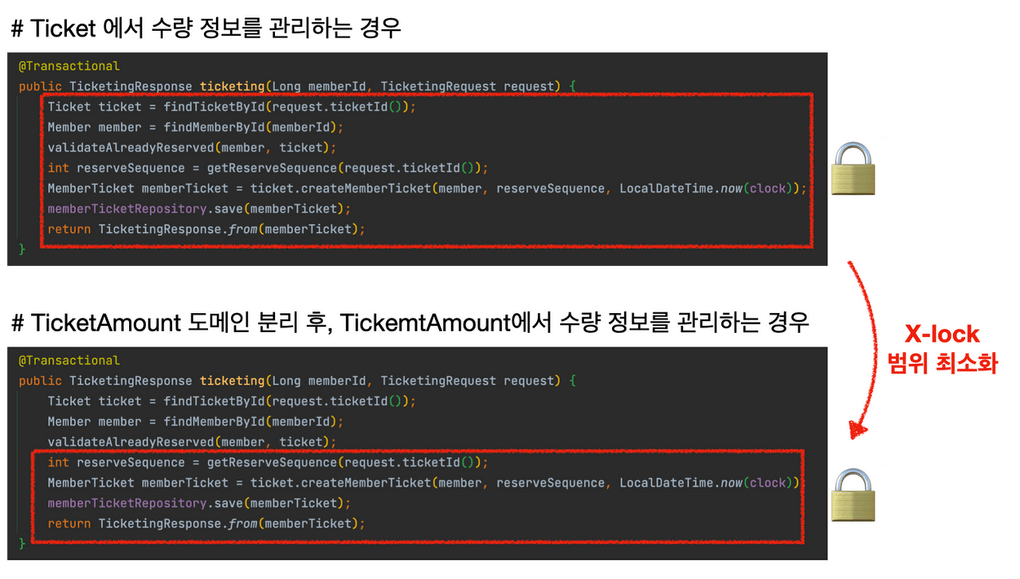 # Ticket 에서 수량 정보를 관리하는 경우
@Transactional
public TicketingResponse ticketing(Long memberId, TicketingRequest request) {
Ticket ticket = findTicketById(request.ticketId());
Member member = findMemberById(memberId);
validateAlreadyReserved(member, ticket);
int reserveSequence = getReserveSequence(request.ticketId());
MemberTicket memberTicket = ticket.createMemberTicket(member, reserveSequence, LocalDateTime.now(clock));
memberTicketRepository.save(memberTicket);
return TicketingResponse.from(memberTicket);
}
# TicketAmount 도메인 분리 후, TickemtAmount에서 수량 정보를 관리하는 경우
X-lock
범위 최소화
@Transactional
public TicketingResponse ticketing(Long memberId, TicketingRequest request) {
Ticket ticket = findTicketById(request.ticketId());
Member member = findMemberById(memberId);
validateAlreadyReserved(member, ticket);
int reserveSequence = getReserveSequence(request.ticketId());
MemberTicket memberTicket = ticket.createMemberTicket(member, reserveSequence, LocalDateTime.now(clock))
memberTicketRepository.save(memberTicket);
return TicketingResponse.from(memberTicket);
}